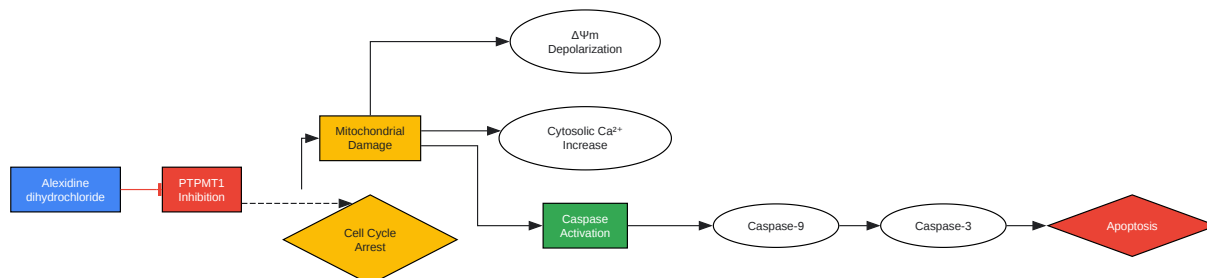 ΔΨm
Depolarization
Mitochondrial
Damage
Cytosolic Ca²⁺
Increase
Alexidine
dihydrochloride
PTPMT1
Inhibition
Cell Cycle
Arrest
Caspase
Activation
Caspase-9
Caspase-3
Apoptosis